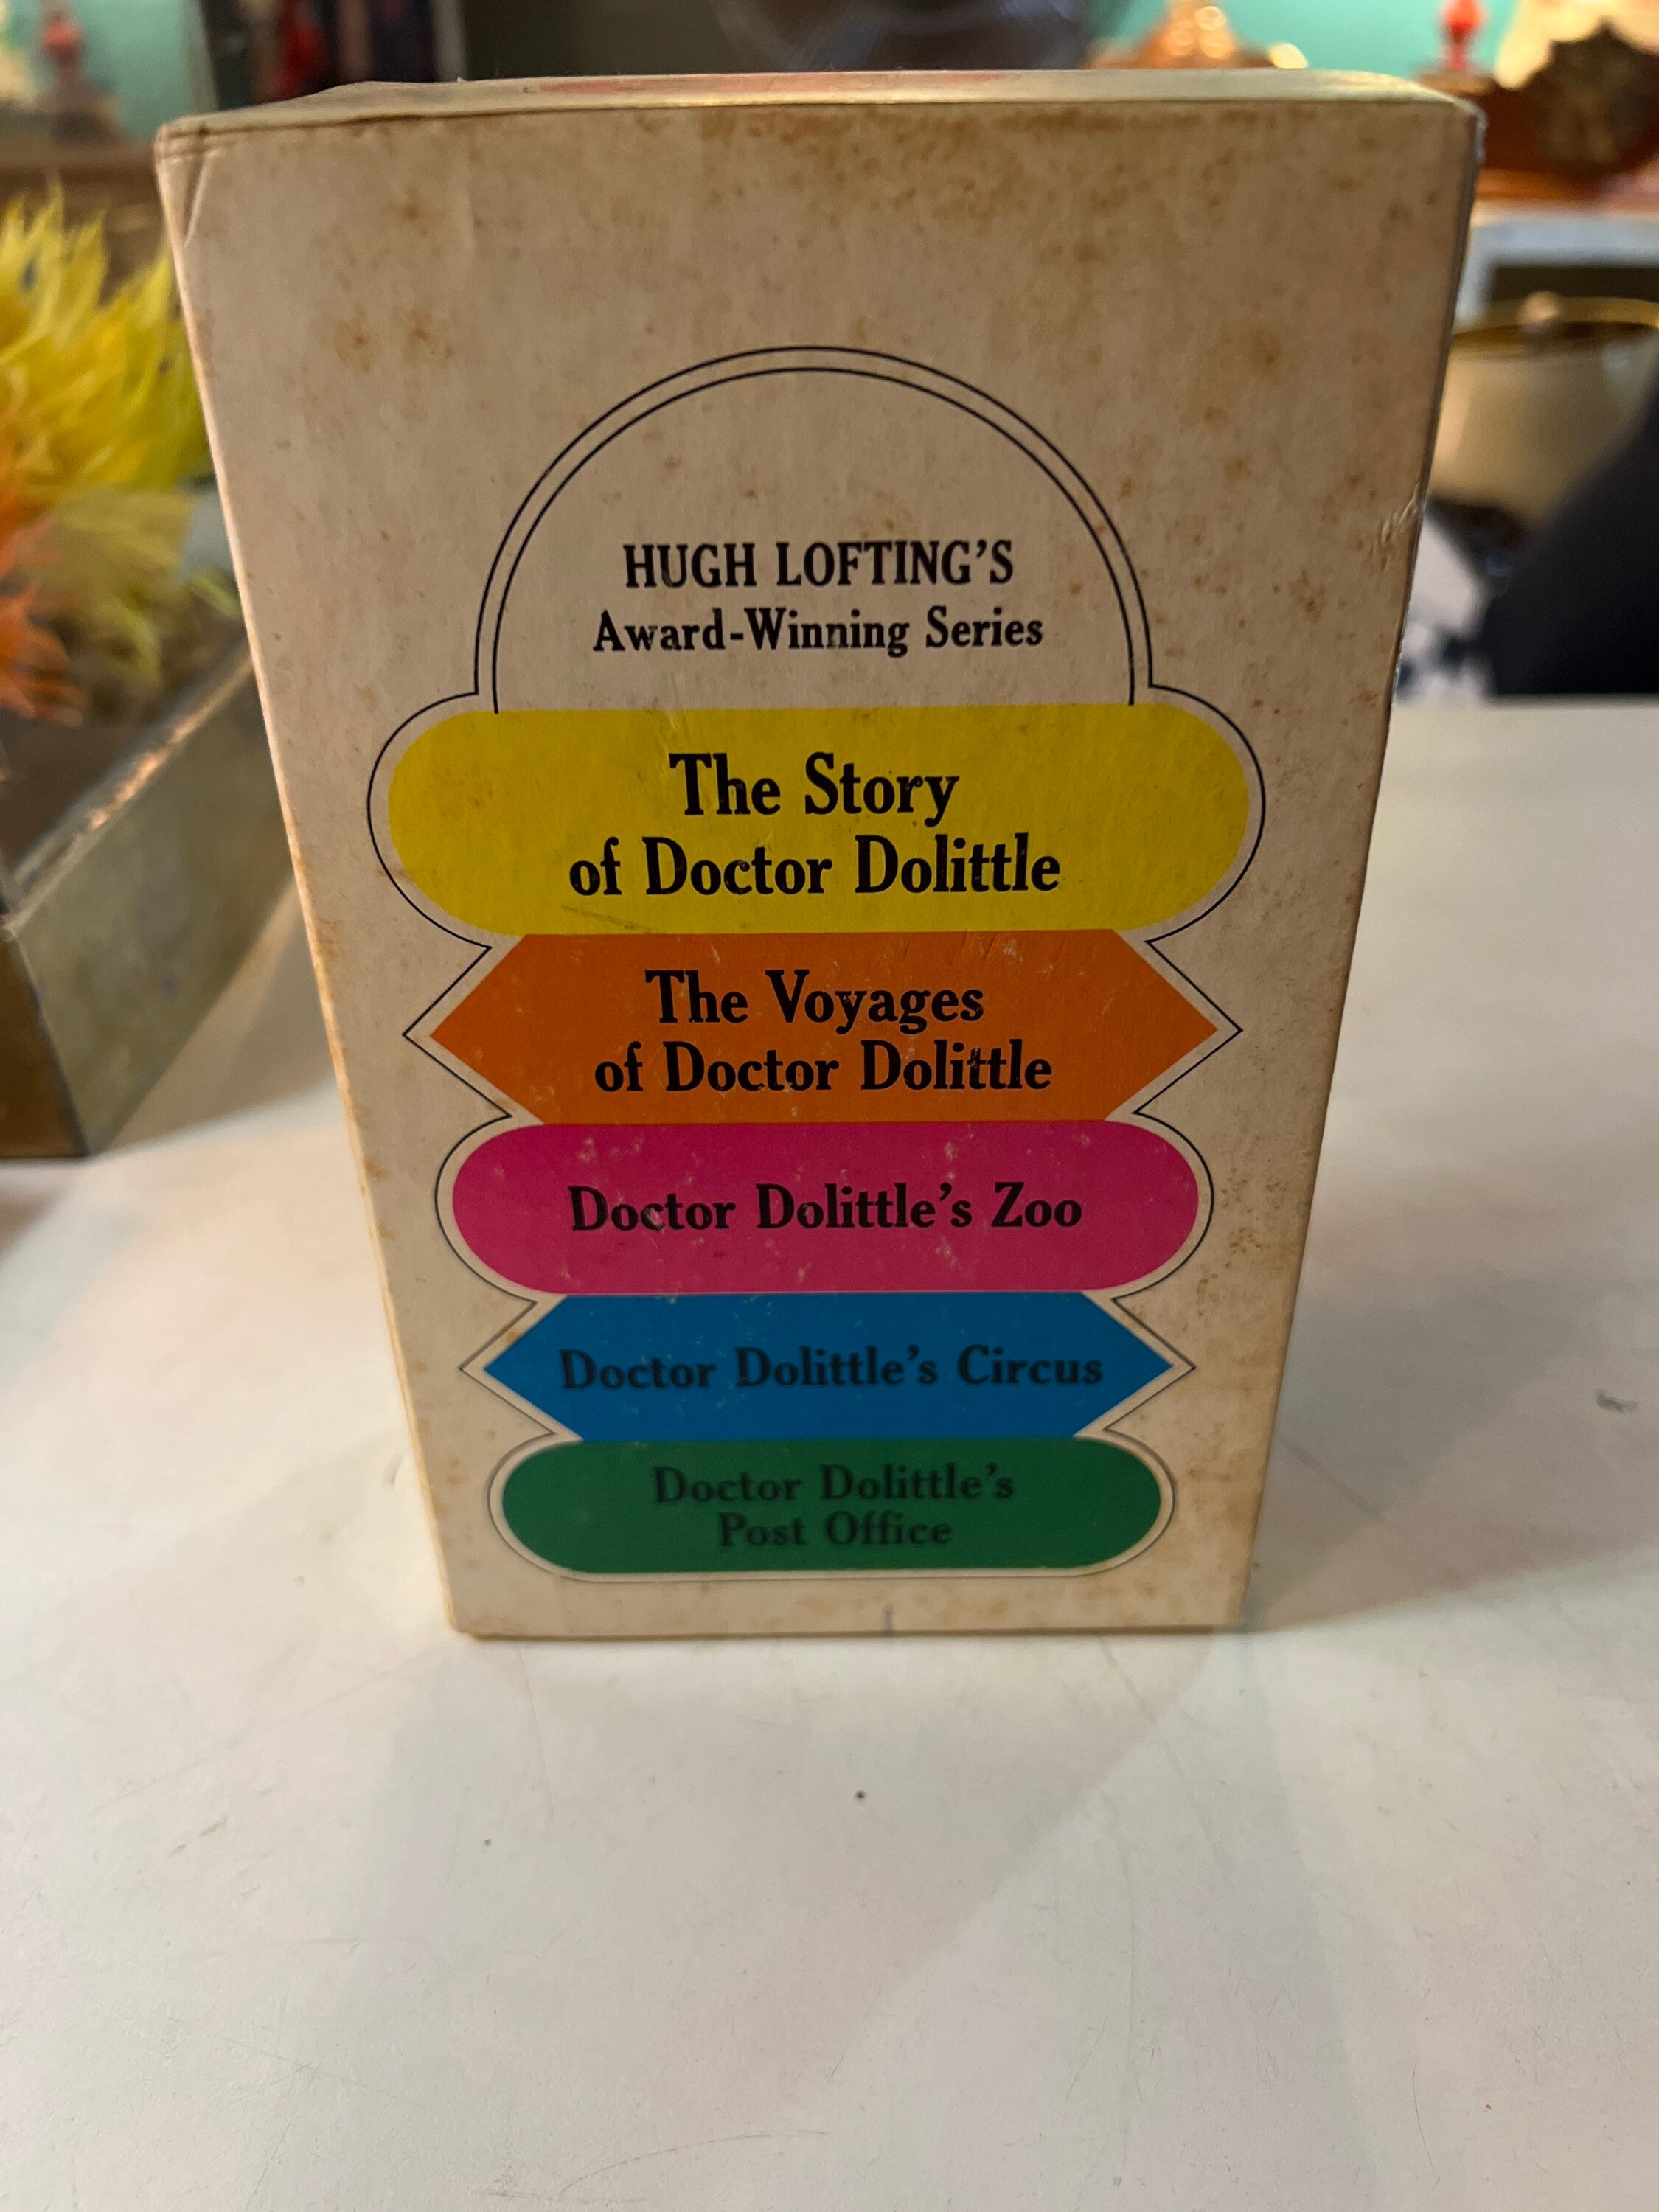 HUGH LOFTING'S
Award-Winning Series
The Story
of Doctor Dolittle
The Voyages
of Doctor Dolittle
Doctor Dolittle's Zoo
Doctor Dolittle's Circus
Doctor Dolittle's
Post Office